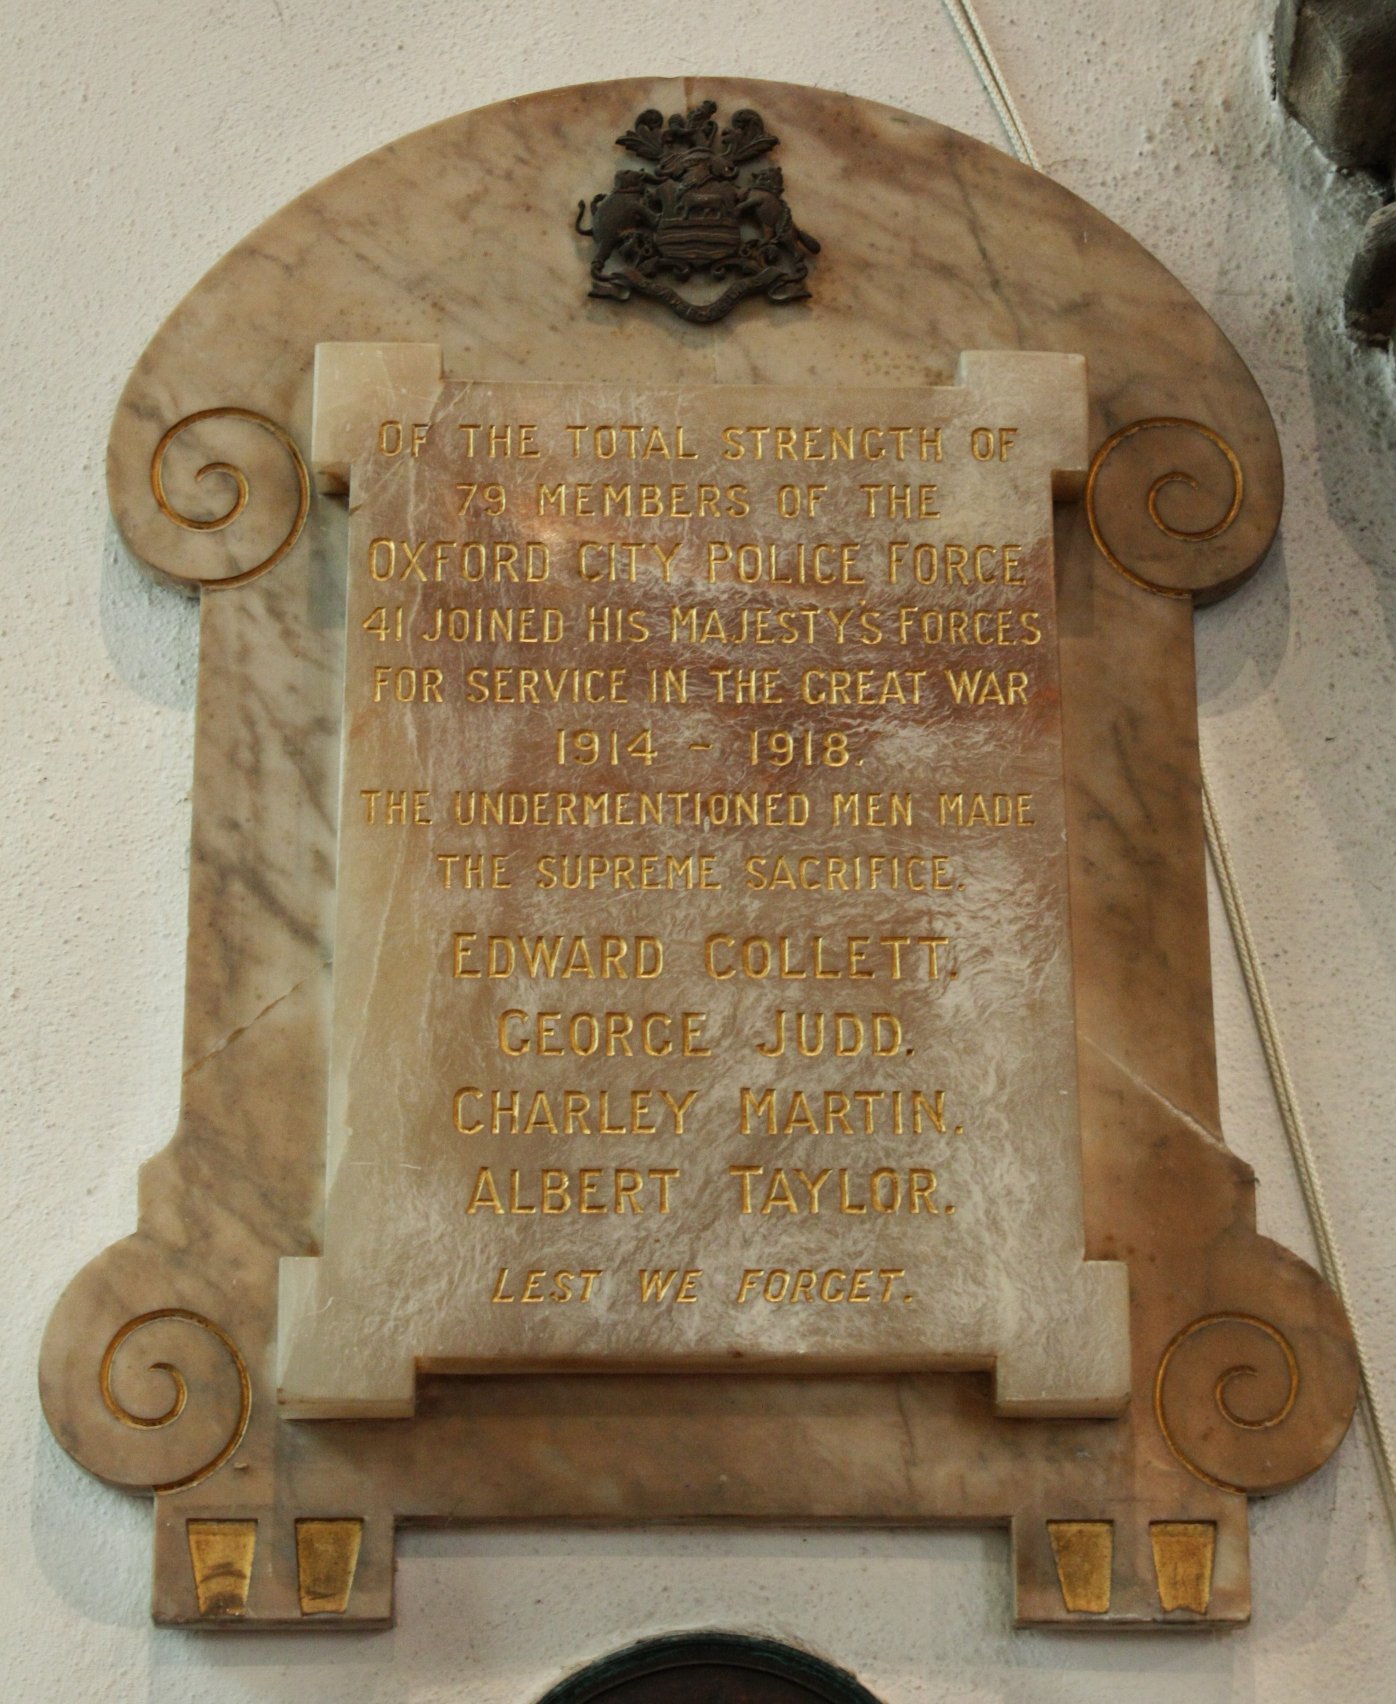 OF THE TOTAL STRENGTH OF
79 MEMBERS OF THE
OXFORD CITY POLICE FORCE
41 JOINED HIS MAJESTY'S FORCES
FOR SERVICE IN THE GREAT WAR
1914 - 1918.
THE UNDERMENTIONED MEN MADE
THE SUPREME SACRIFICE.
EDWARD COLLETT.
GEORGE JUDD.
CHARLEY MARTIN.
ALBERT TAYLOR.
LEST WE FORGET.